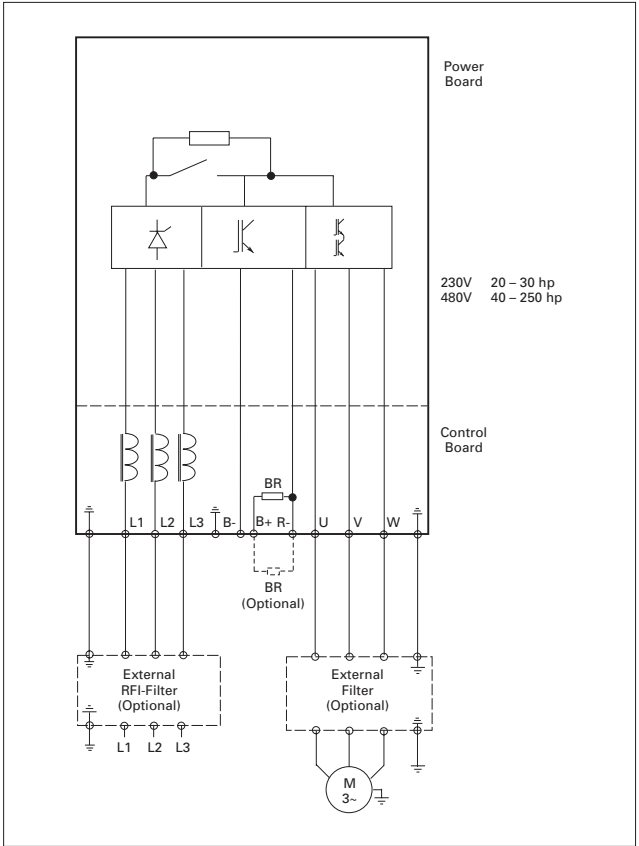 Power
Board
230V 20 – 30 hp
480V 40 – 250 hp
Control
Board
BR
L1 L2 L3 B- B+ R- U V W
BR
(Optional)
External
RFI-Filter
(Optional)
External
Filter
(Optional)
L1 L2 L3
M
3~